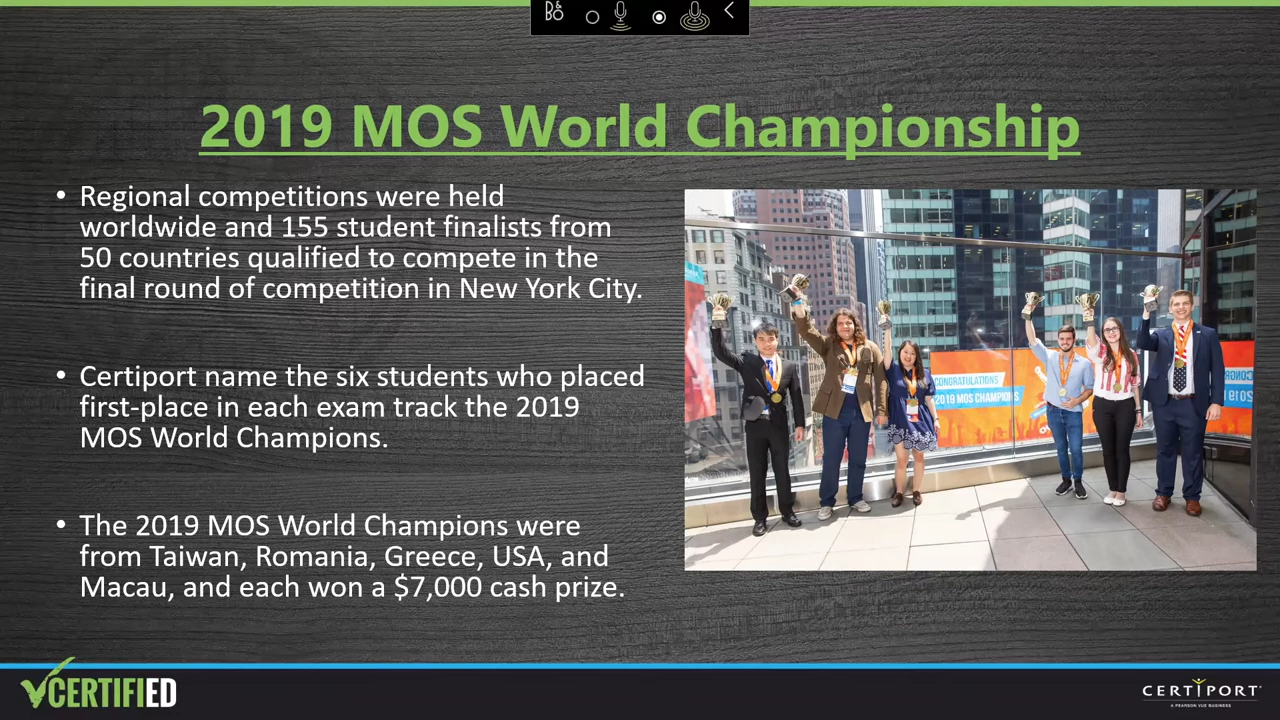 B&O
2019 MOS World Championship
• Regional competitions were held
worldwide and 155 student finalists from
50 countries qualified to compete in the
final round of competition in New York City.
• Certiport name the six students who placed
first-place in each exam track the 2019
MOS World Champions.
• The 2019 MOS World Champions were
from Taiwan, Romania, Greece, USA, and
Macau, and each won a $7,000 cash prize.
CONGRATULATIONS
2019 MOS CHAMPIONS
CERTIFIED
CERTIPORT
A PEARSON VUE BUSINESS